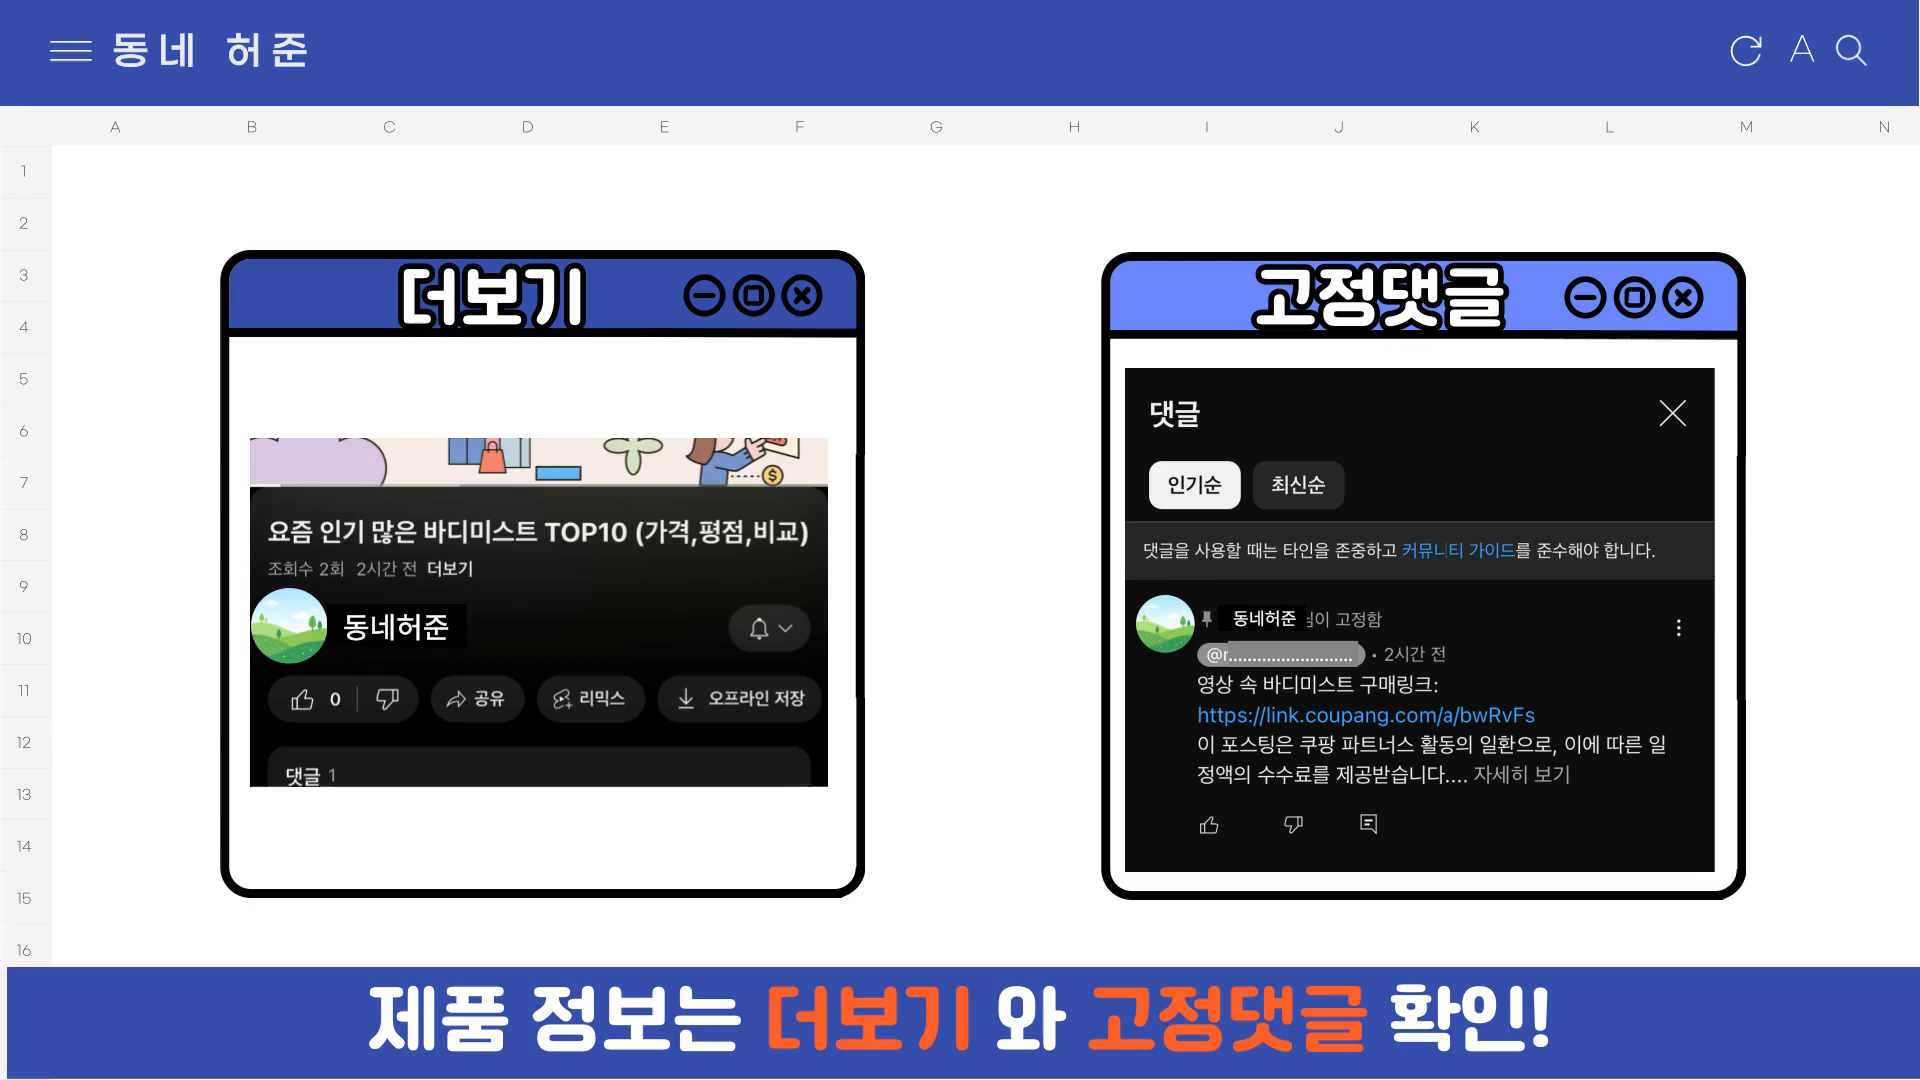 동네 허준
A
A B C D E F G H I J K L M N
1
2
3
4
5
6
7
8
9
10
11
12
13
14
15
16
더보기
요즘 인기 많은 바디미스트 TOP10 (가격,평점,비교)
조회수 2회 2시간 전 더보기
동네허준
0 공유 리믹스 오프라인 저장
댓글 1
고정댓글
댓글
인기순 최신순
댓글을 사용할 때는 타인을 존중하고 커뮤니티 가이드를 준수해야 합니다.
동네허준 님이 고정함
@r.......................... • 2시간 전
영상 속 바디미스트 구매링크:
https://link.coupang.com/a/bwRvFs
이 포스팅은 쿠팡 파트너스 활동의 일환으로, 이에 따른 일
정액의 수수료를 제공받습니다.... 자세히 보기
제품 정보는 더보기 와 고정댓글 확인!